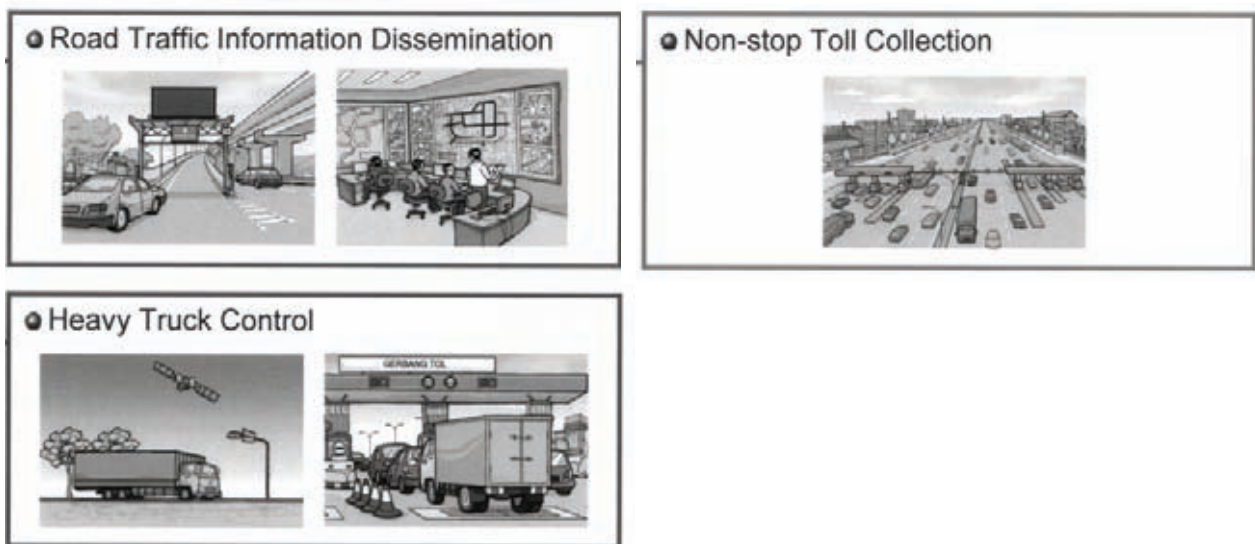 Road Traffic Information Dissemination
Non-stop Toll Collection
Heavy Truck Control
GERBANG TOL